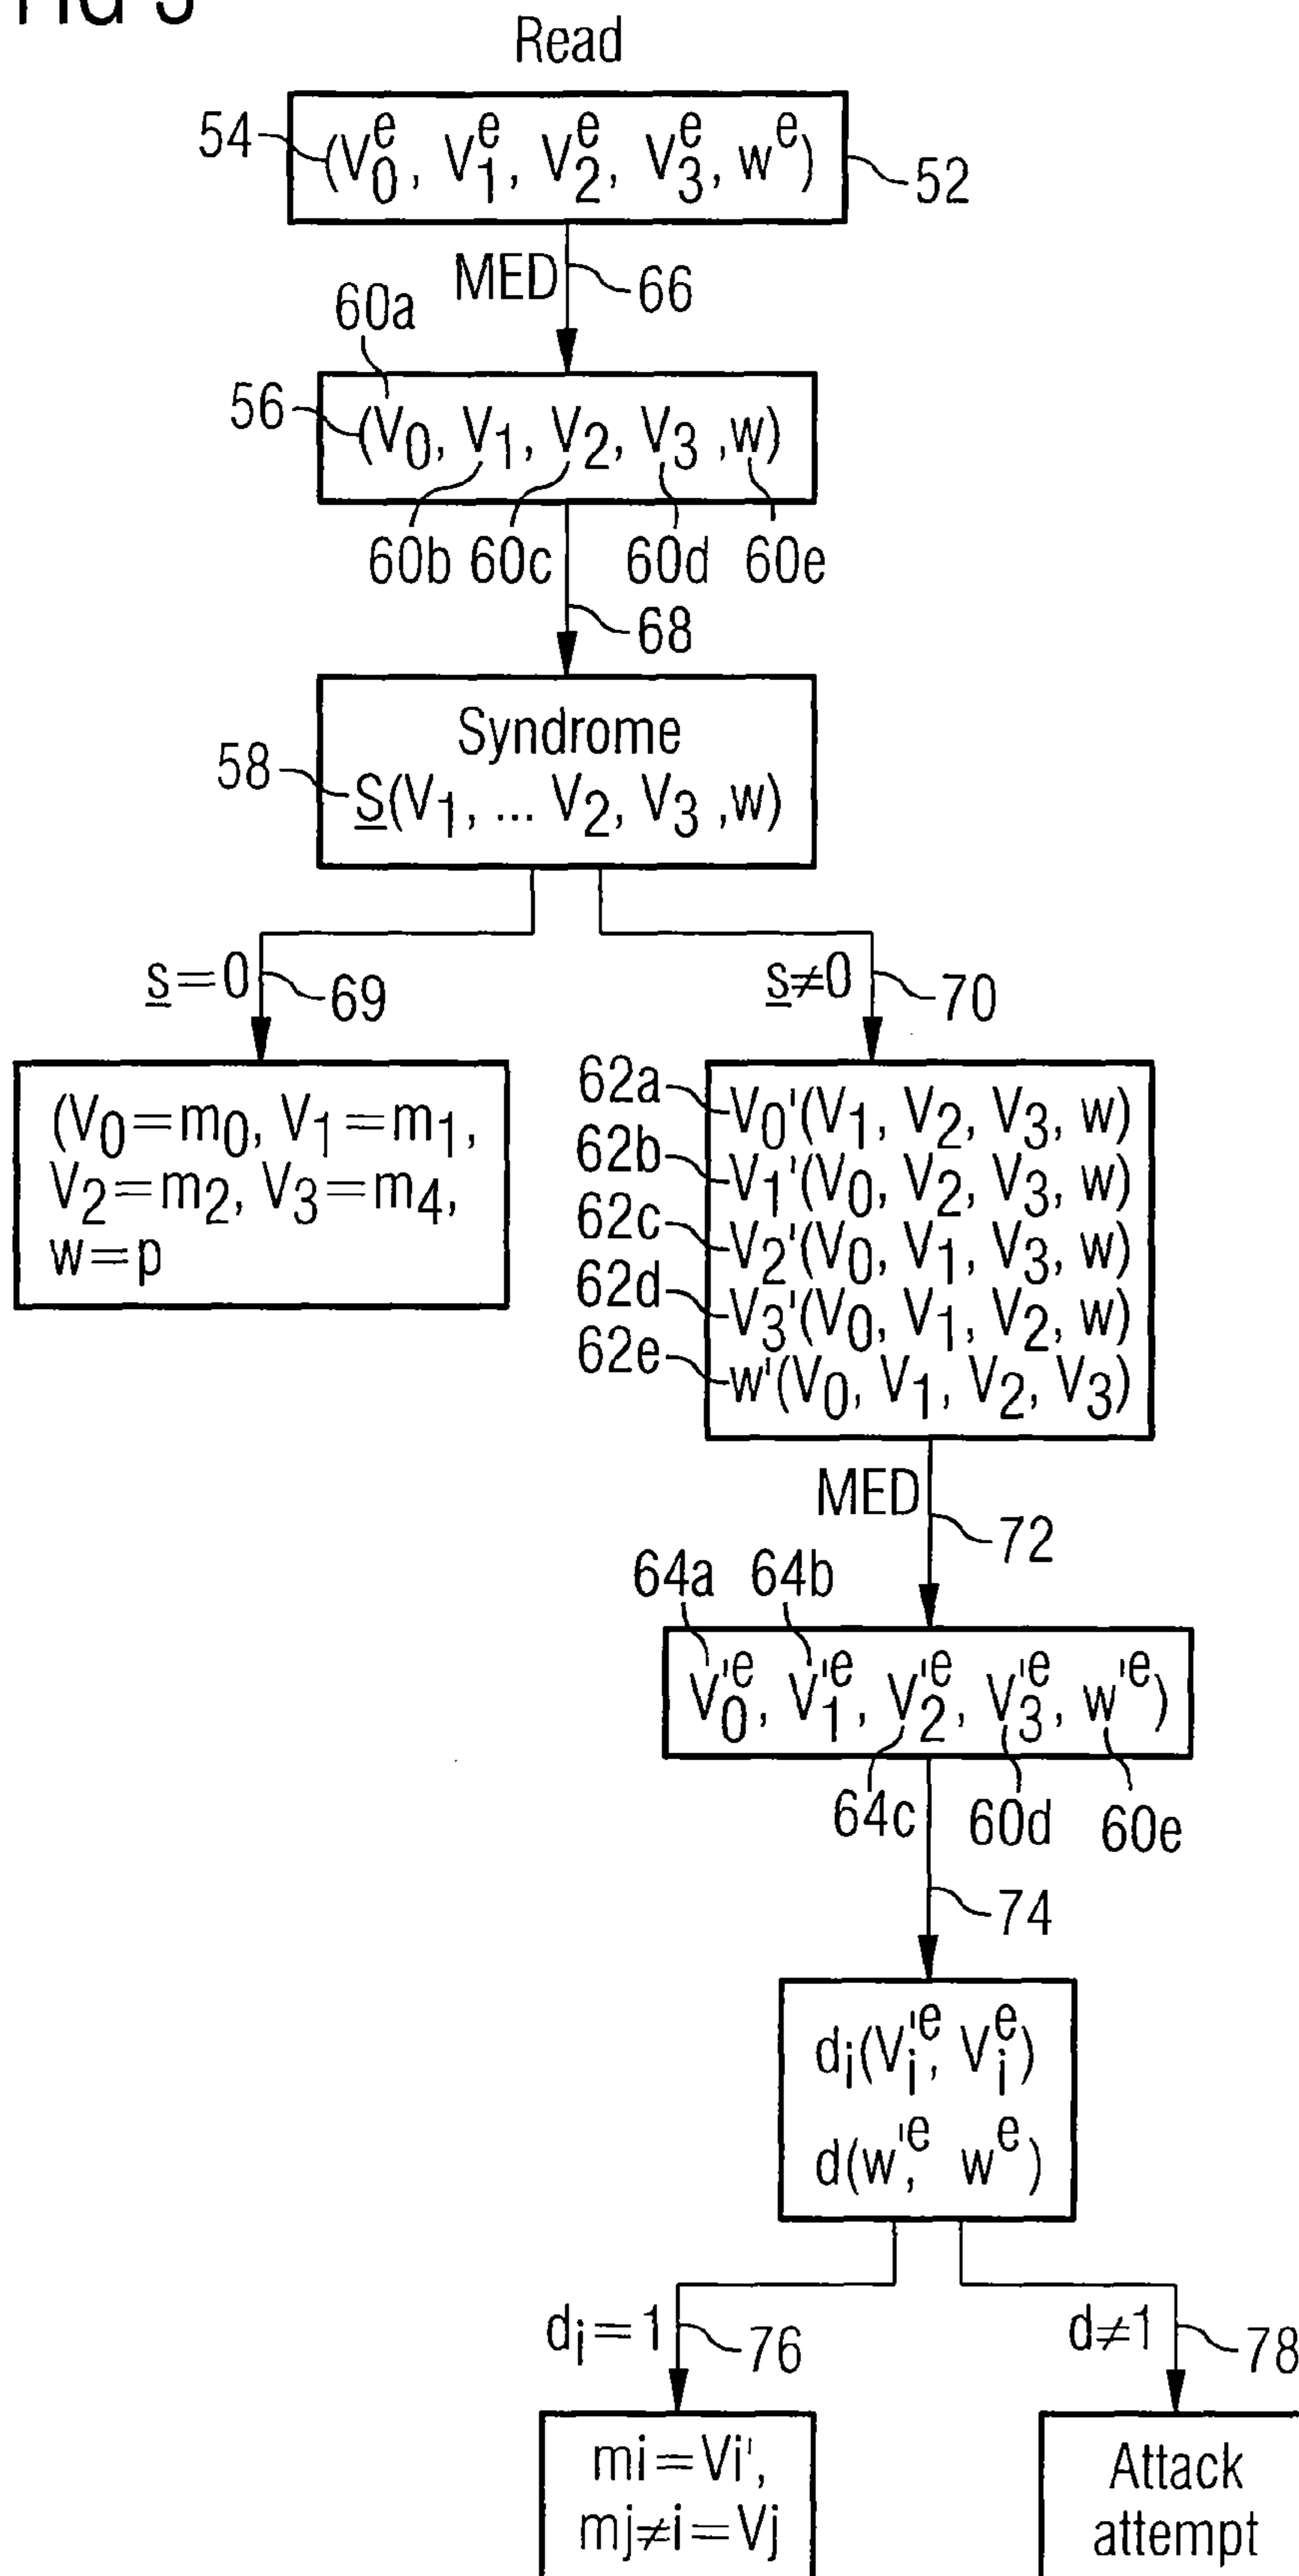 Read
54
(V₀ᵉ, V₁ᵉ, V₂ᵉ, V₃ᵉ, wᵉ)
52
MED
66
60a
56
(V₀, V₁, V₂, V₃ ,w)
60b 60c 60d 60e
68
Syndrome
58
S(V₁, ... V₂, V₃ ,w)
s=0
69
s≠0
70
(V₀=m₀, V₁=m₁,
V₂=m₂, V₃=m₄,
w=p
62a V₀'(V₁, V₂, V₃, w)
62b V₁'(V₀, V₂, V₃, w)
62c V₂'(V₀, V₁, V₃, w)
62d V₃'(V₀, V₁, V₂, w)
62e w'(V₀, V₁, V₂, V₃)
MED
72
64a 64b
V₀'ᵉ, V₁'ᵉ, V₂'ᵉ, V₃'ᵉ, w'ᵉ)
64c 60d 60e
74
dᵢ(Vᵢ'ᵉ, Vᵢᵉ)
d(w'ᵉ, wᵉ)
dᵢ=1
76
d≠1
78
mi=Vi',
mj≠i=Vj
Attack
attempt